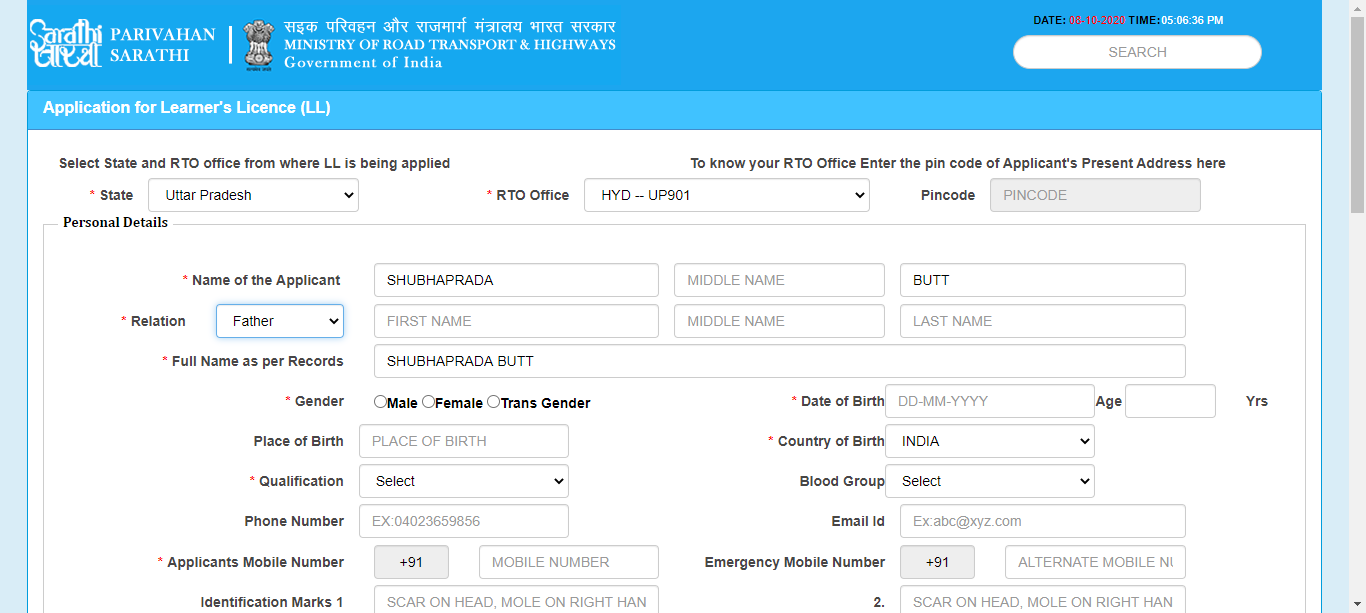 Sarathi
सारथी
PARIVAHAN
SARATHI
सड़क परिवहन और राजमार्ग मंत्रालय भारत सरकार
MINISTRY OF ROAD TRANSPORT & HIGHWAYS
Government of India
DATE: 08-10-2020 TIME:05:06:36 PM
SEARCH
Application for Learner's Licence (LL)
Select State and RTO office from where LL is being applied
To know your RTO Office Enter the pin code of Applicant's Present Address here
* State Uttar Pradesh * RTO Office HYD -- UP901 Pincode PINCODE
Personal Details
* Name of the Applicant SHUBHAPRADA MIDDLE NAME BUTT
* Relation Father FIRST NAME MIDDLE NAME LAST NAME
* Full Name as per Records SHUBHAPRADA BUTT
* Gender Male Female Trans Gender * Date of Birth DD-MM-YYYY Age Yrs
Place of Birth PLACE OF BIRTH * Country of Birth INDIA
* Qualification Select Blood Group Select
Phone Number EX:04023659856 Email Id Ex:abc@xyz.com
* Applicants Mobile Number +91 MOBILE NUMBER Emergency Mobile Number +91 ALTERNATE MOBILE NU
Identification Marks 1 SCAR ON HEAD, MOLE ON RIGHT HAN 2. SCAR ON HEAD, MOLE ON RIGHT HAN